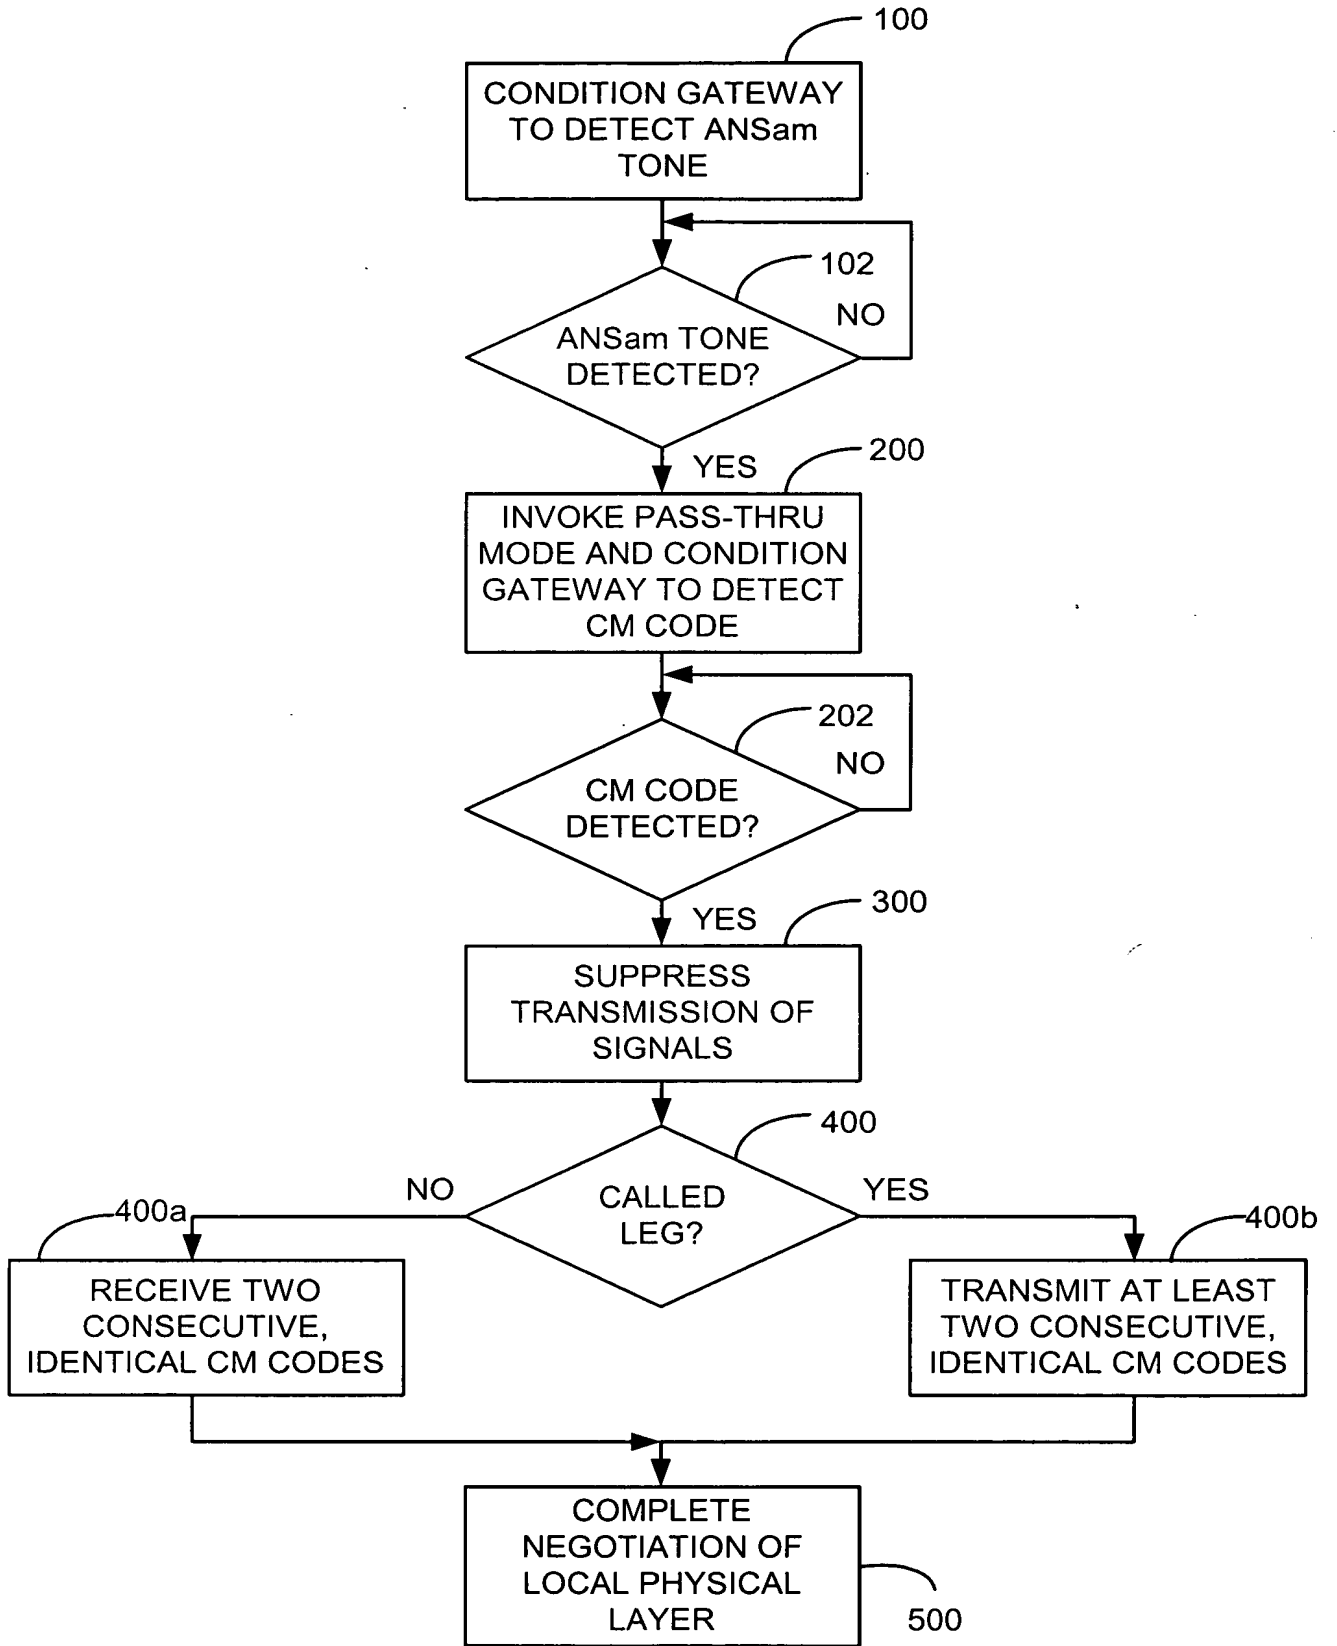 100
CONDITION GATEWAY
TO DETECT ANSam
TONE
102
NO
ANSam TONE
DETECTED?
YES
200
INVOKE PASS-THRU
MODE AND CONDITION
GATEWAY TO DETECT
CM CODE
202
NO
CM CODE
DETECTED?
YES
300
SUPPRESS
TRANSMISSION OF
SIGNALS
400
NO
CALLED
LEG?
YES
400a
400b
RECEIVE TWO
CONSECUTIVE,
IDENTICAL CM CODES
TRANSMIT AT LEAST
TWO CONSECUTIVE,
IDENTICAL CM CODES
COMPLETE
NEGOTIATION OF
LOCAL PHYSICAL
LAYER
500